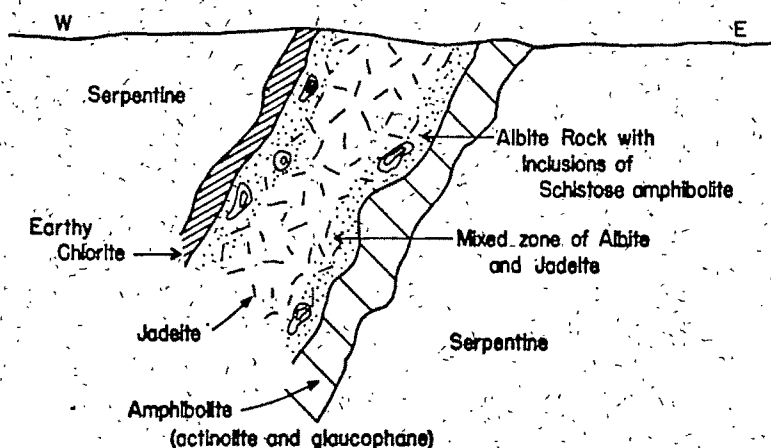 W
E
Serpentine
Albite Rock with
Inclusions of
Schistose amphibolite
Earthy
Chlorite
Mixed zone of Albite
and Jadeite
Jadeite
Serpentine
Amphibolite
(actinolite and glaucophane)